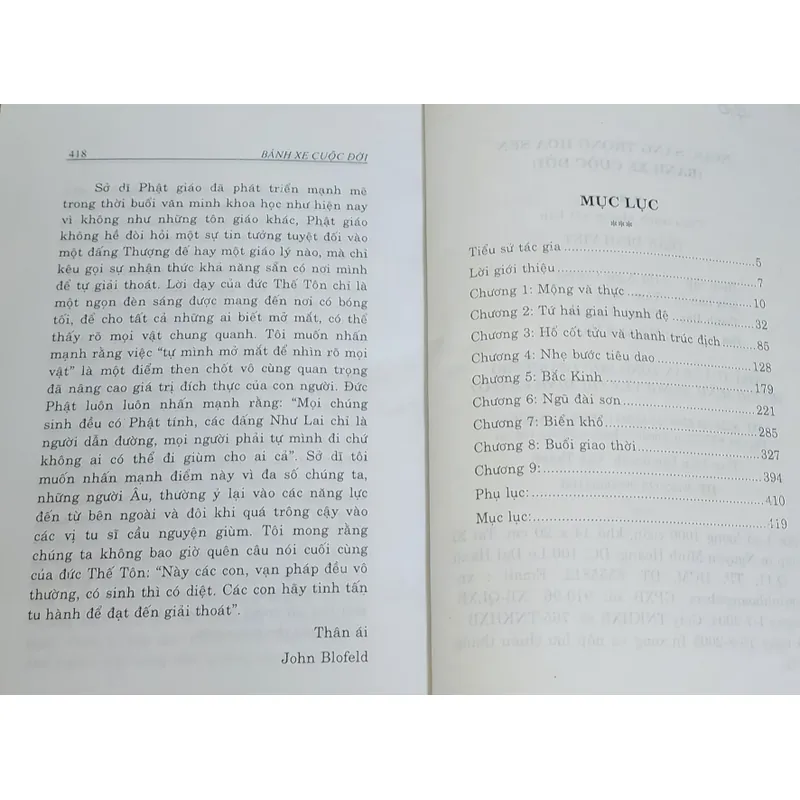 418 BÁNH XE CUỘC ĐỜI
Sở dĩ Phật giáo đã phát triển mạnh mẽ
trong thời buổi văn minh khoa học như hiện nay
vì không như những tôn giáo khác, Phật giáo
không hề đòi hỏi một sự tin tưởng tuyệt đối vào
một đấng Thượng đế hay một giáo lý nào, mà chỉ
kêu gọi sự nhận thức khả năng sẵn có nơi mình
để tự giải thoát. Lời dạy của đức Thế Tôn chỉ là
một ngọn đèn sáng được mang đến nơi có bóng
tối, để cho tất cả những ai biết mở mắt, có thể
thấy rõ mọi vật chung quanh. Tôi muốn nhấn
mạnh rằng việc “tự mình mở mắt để nhìn rõ mọi
vật” là một điểm then chốt vô cùng quan trọng
đã nâng cao giá trị đích thực của con người. Đức
Phật luôn luôn nhấn mạnh rằng: “Mọi chúng
sinh đều có Phật tính, các đấng Như Lai chỉ là
người dẫn đường, mọi người phải tự mình đi chứ
không ai có thể đi giùm cho ai cả”. Sở dĩ tôi
muốn nhấn mạnh điểm này vì đa số chúng ta,
những người Âu, thường ỷ lại vào các năng lực
đến từ bên ngoài và đôi khi quá trông cậy vào
các vị tu sĩ cầu nguyện giùm. Tôi mong rằng
chúng ta không bao giờ quên câu nói cuối cùng
của đức Thế Tôn: “Này các con, vạn pháp đều vô
thường, có sinh thì có diệt. Các con hãy tinh tấn
tu hành để đạt đến giải thoát”.
Thân ái
John Blofeld
MỤC LỤC
***
Tiểu sử tác gia 5
Lời giới thiệu 7
Chương 1: Mộng và thực 10
Chương 2: Tứ hải giai huynh đệ 32
Chương 3: Hồ cốt tửu và thanh trúc địch 85
Chương 4: Nhẹ bước tiêu dao 128
Chương 5: Bắc Kinh 179
Chương 6: Ngũ đài sơn 221
Chương 7: Biển khổ 285
Chương 8: Buổi giao thời 327
Chương 9: 394
Phụ lục: 410
Mục lục: 419